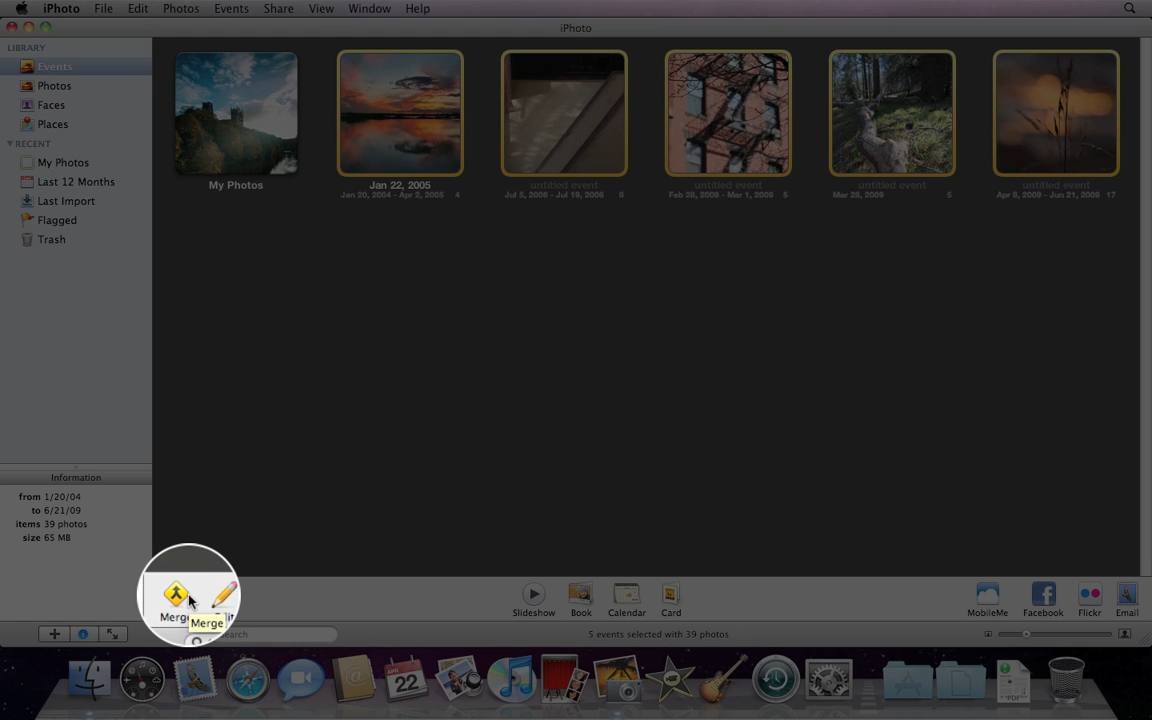 iPhoto File Edit Photos Events Share View Window Help
iPhoto
LIBRARY
Events
Photos
Faces
Places
RECENT
My Photos
Last 12 Months
Last Import
Flagged
Trash
My Photos
Jan 22, 2005
Jan 20, 2004 - Apr 2, 2005 4
untitled event
Jul 5, 2008 - Jul 19, 2008 8
untitled event
Feb 28, 2009 - Mar 1, 2009 5
untitled event
Mar 28, 2009 5
untitled event
Apr 8, 2009 - Jun 21, 2009 17
Information
from 1/20/04
to 6/21/09
items 39 photos
size 65 MB
Merge
Slideshow
Book
Calendar
Card
MobileMe
Facebook
Flickr
Email
5 events selected with 39 photos
APR
22
PDF